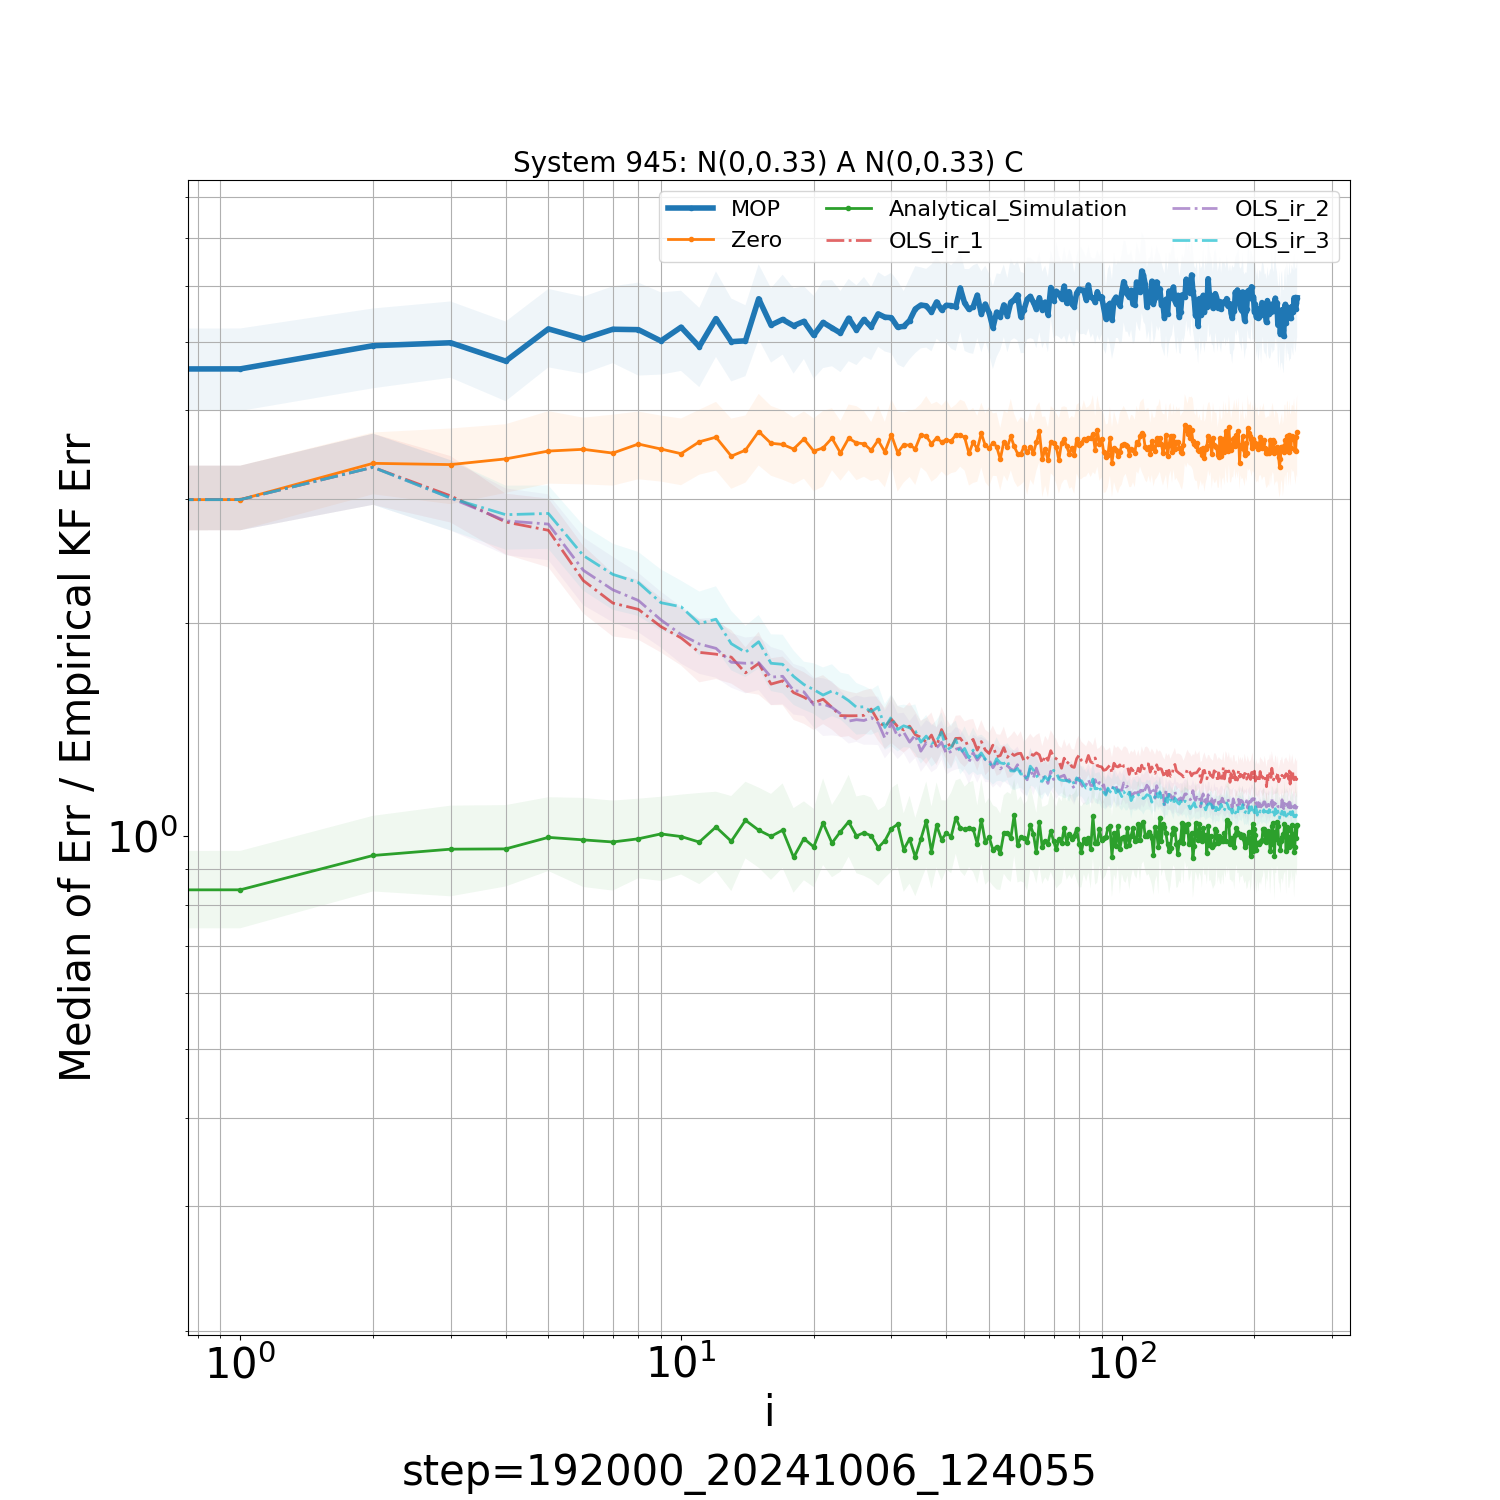 System 945: N(0,0.33) A N(0,0.33) C
MOP
Zero
Analytical_Simulation
OLS_ir_1
OLS_ir_2
OLS_ir_3
Median of Err / Empirical KF Err
10⁰
10⁰ 10¹ 10²
i
step=192000_20241006_124055